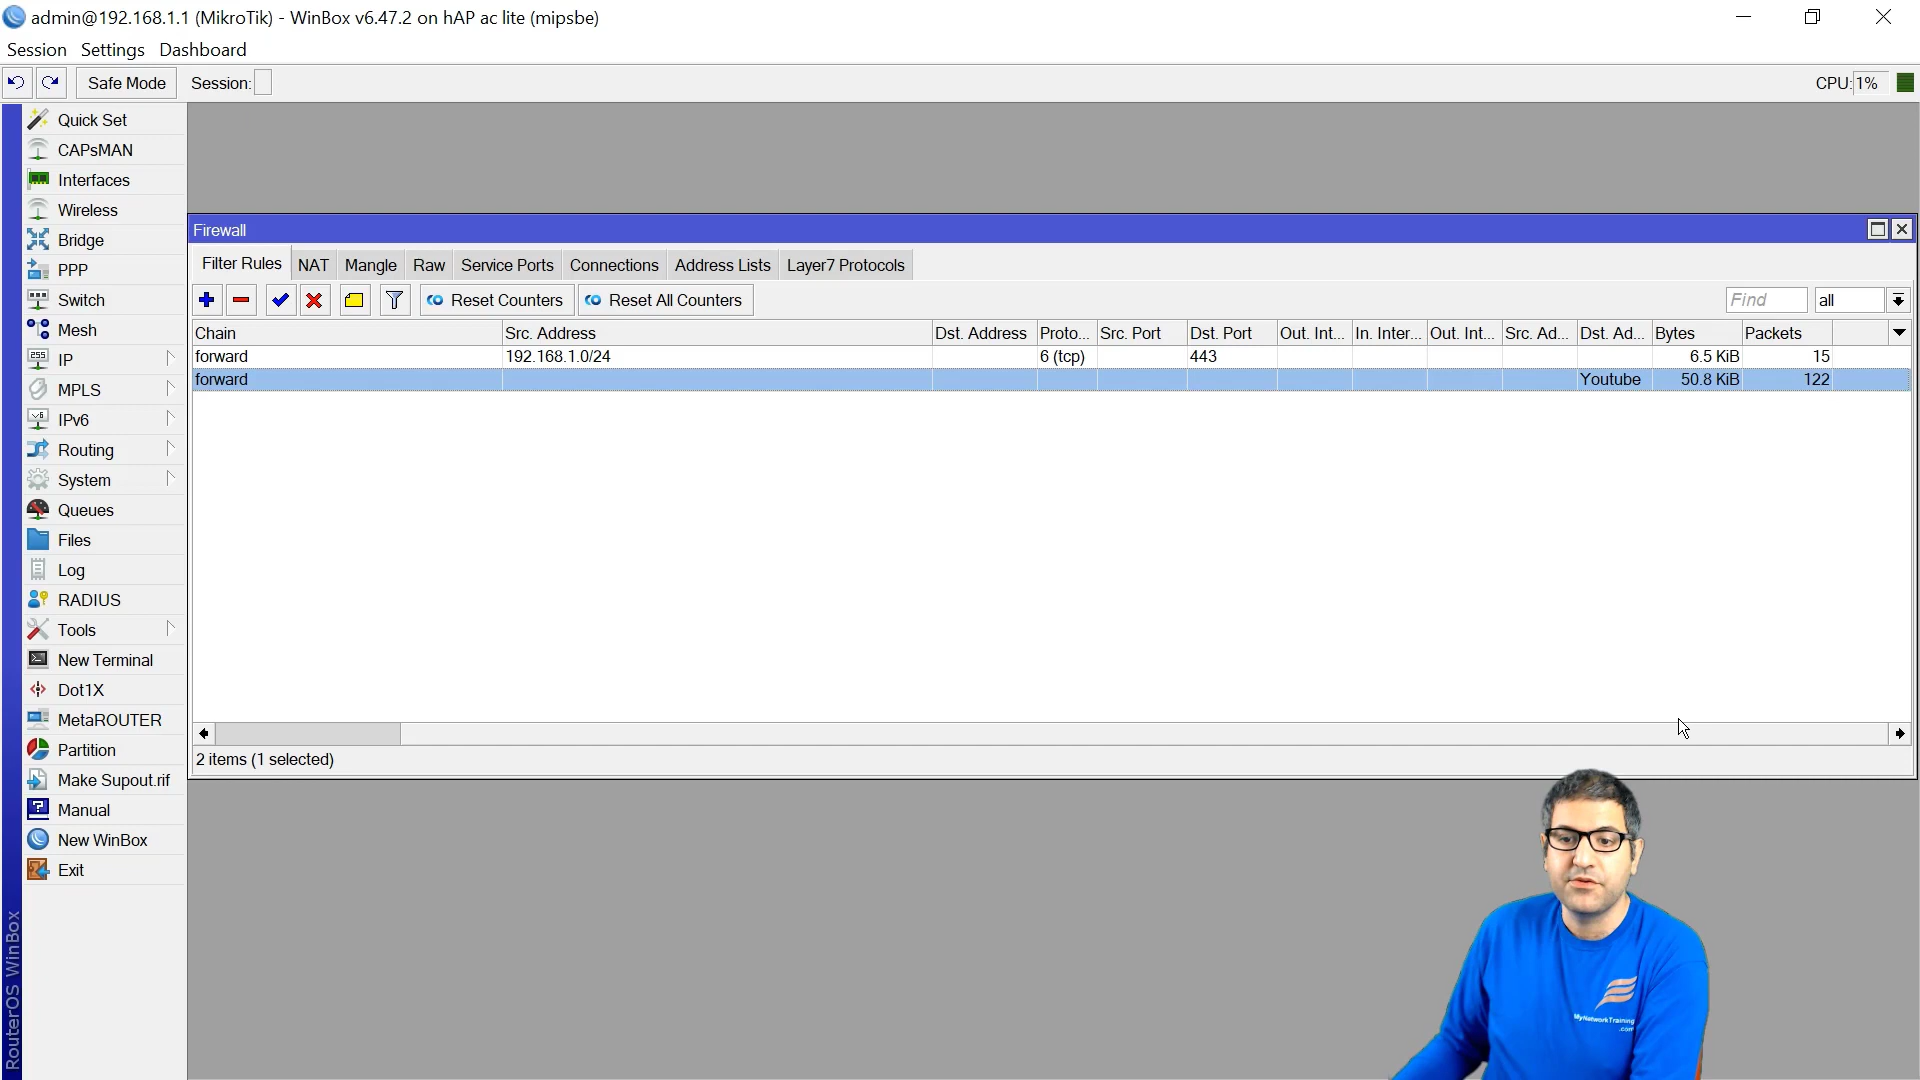 admin@192.168.1.1 (MikroTik) - WinBox v6.47.2 on hAP ac lite (mipsbe)
Session Settings Dashboard
Safe Mode Session: CPU: 1%
Quick Set
CAPsMAN
Interfaces
Wireless
Bridge
PPP
Switch
Mesh
255 IP
MPLS
v6 IPv6
Routing
System
Queues
Files
Log
RADIUS
Tools
New Terminal
Dot1X
MetaROUTER
Partition
Make Supout.rif
Manual
New WinBox
Exit
RouterOS WinBox
Firewall
Filter Rules NAT Mangle Raw Service Ports Connections Address Lists Layer7 Protocols
Reset Counters Reset All Counters Find all
Chain Src. Address Dst. Address Proto... Src. Port Dst. Port Out. Int... In. Inter... Out. Int... Src. Ad... Dst. Ad... Bytes Packets
forward 192.168.1.0/24 6 (tcp) 443 6.5 KiB 15
forward Youtube 50.8 KiB 122
2 items (1 selected)
MyNetworkTraining
.com